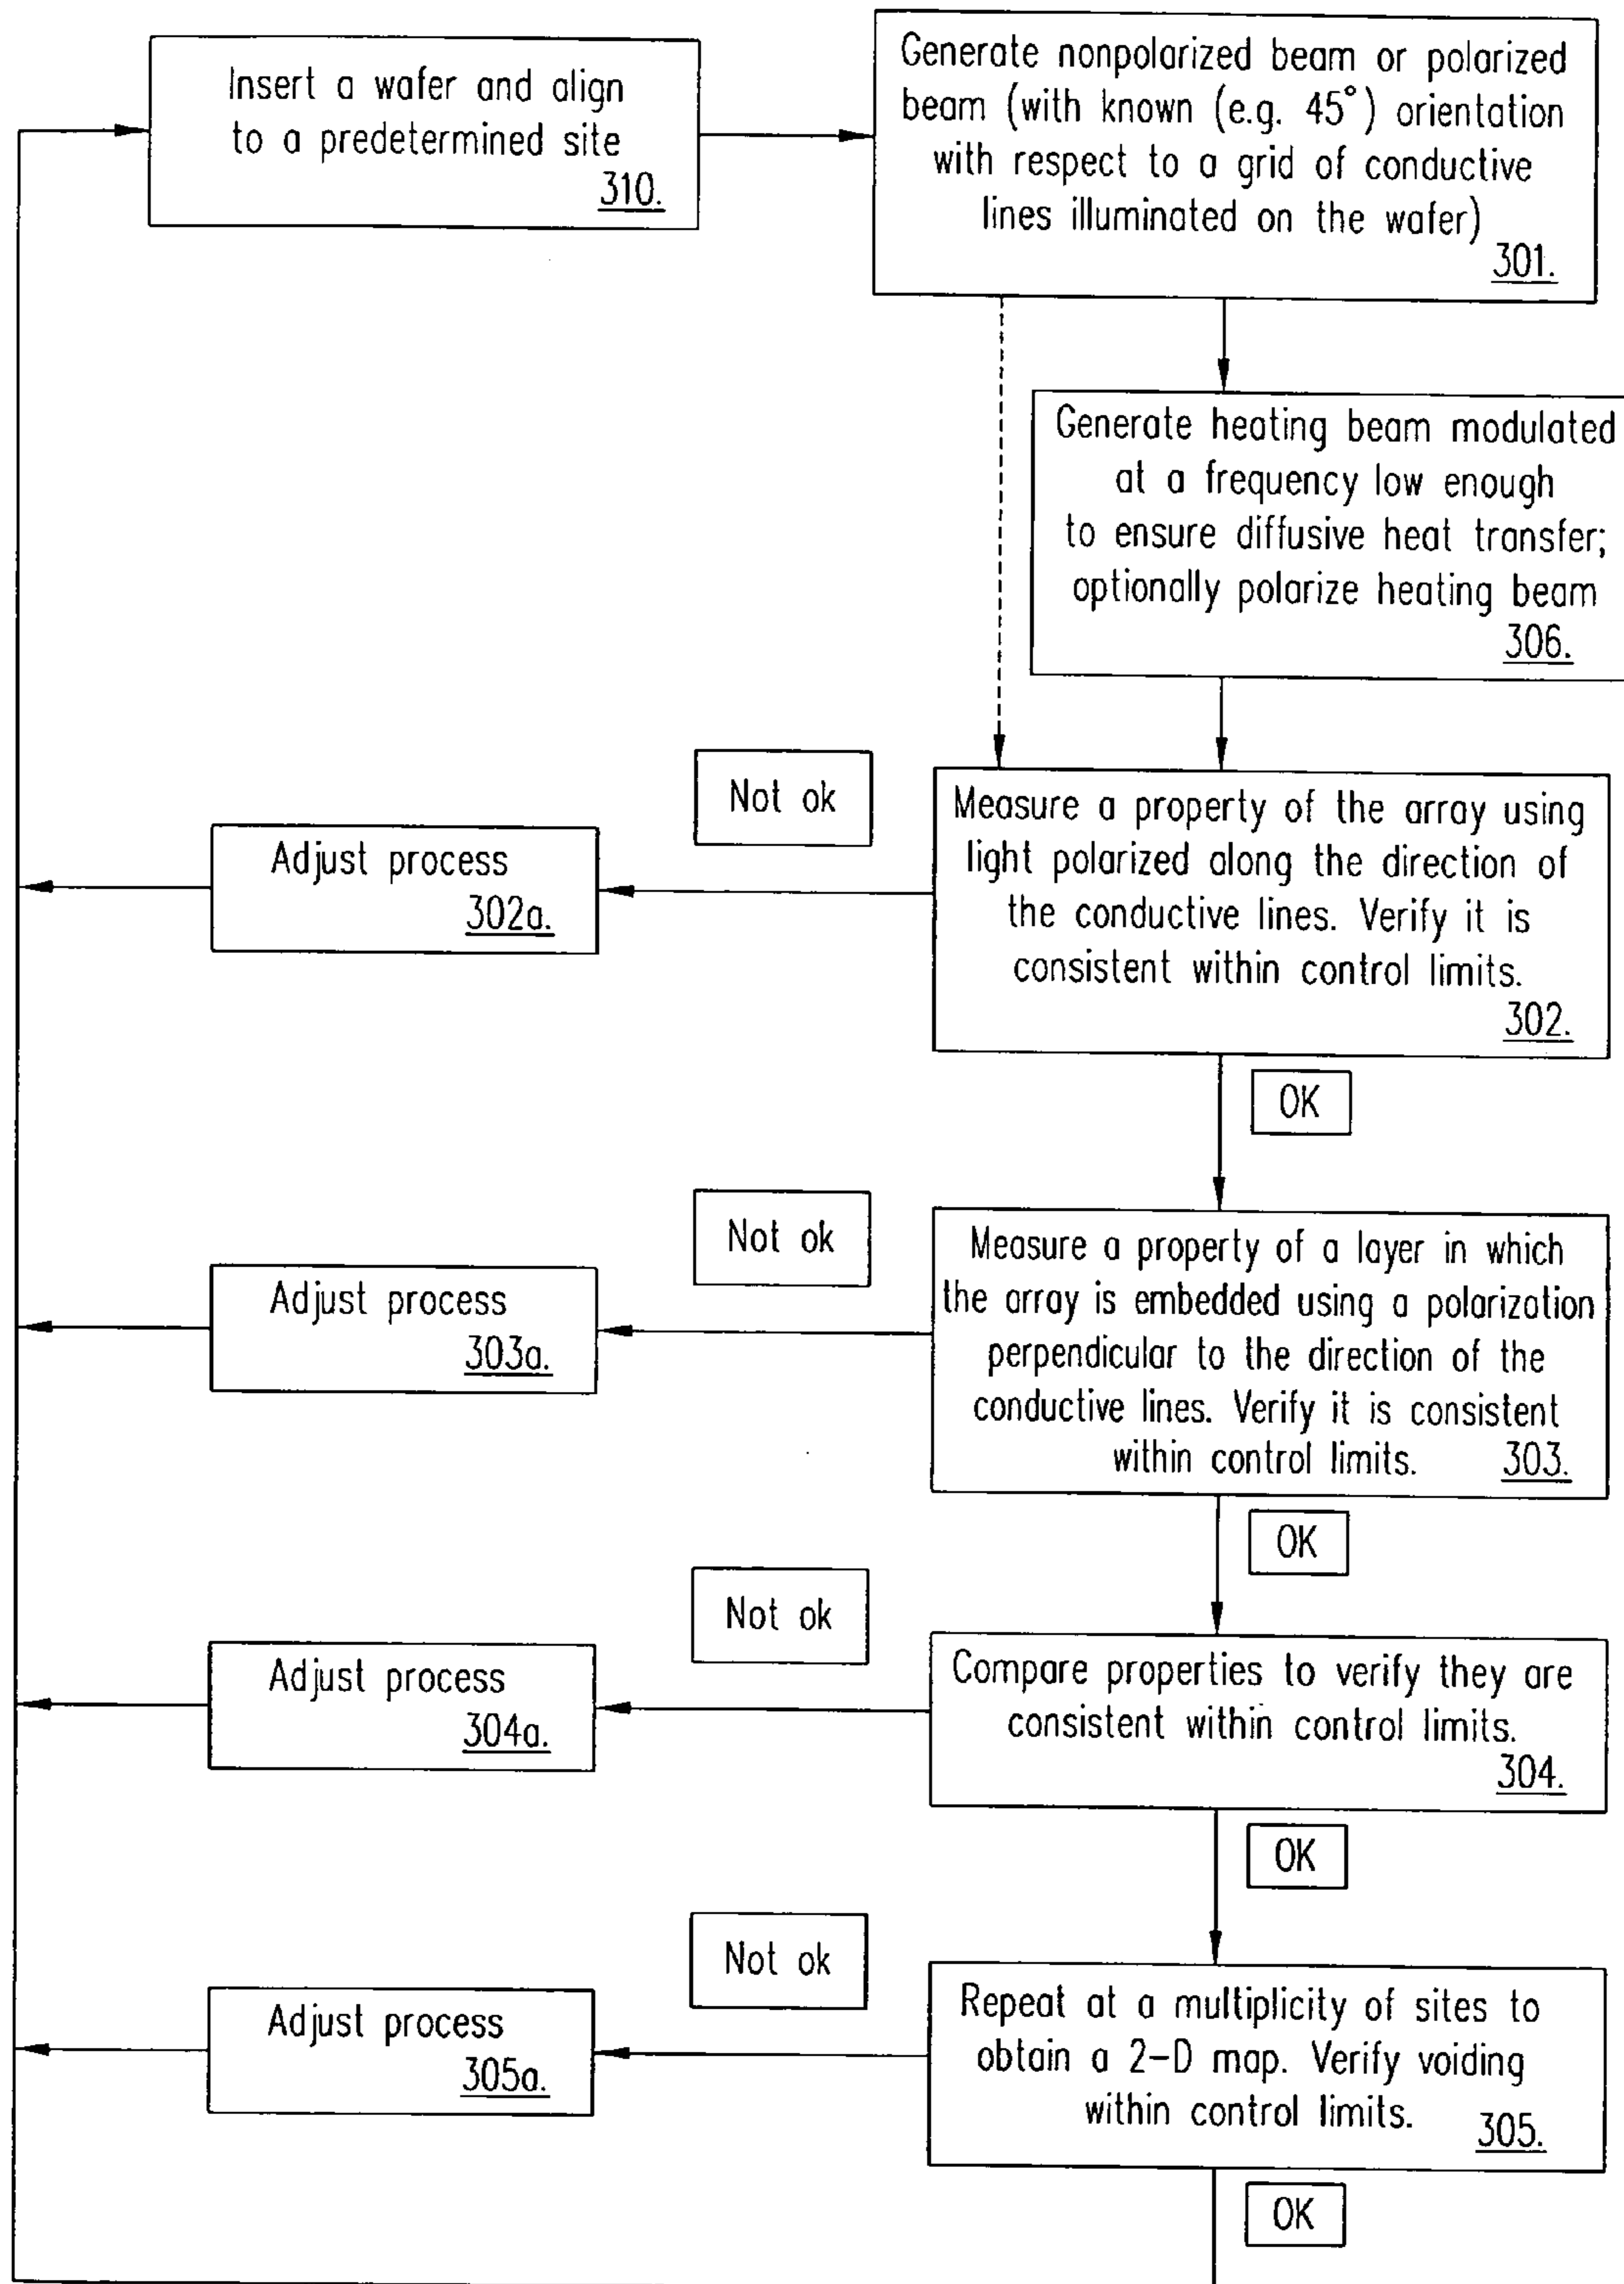 Insert a wafer and align
to a predetermined site
310.
Generate nonpolarized beam or polarized
beam (with known (e.g. 45°) orientation
with respect to a grid of conductive
lines illuminated on the wafer)
301.
Generate heating beam modulated
at a frequency low enough
to ensure diffusive heat transfer;
optionally polarize heating beam
306.
Not ok
Adjust process
302a.
Measure a property of the array using
light polarized along the direction of
the conductive lines. Verify it is
consistent within control limits.
302.
OK
Not ok
Adjust process
303a.
Measure a property of a layer in which
the array is embedded using a polarization
perpendicular to the direction of the
conductive lines. Verify it is consistent
within control limits. 303.
OK
Not ok
Adjust process
304a.
Compare properties to verify they are
consistent within control limits.
304.
OK
Not ok
Adjust process
305a.
Repeat at a multiplicity of sites to
obtain a 2-D map. Verify voiding
within control limits. 305.
OK